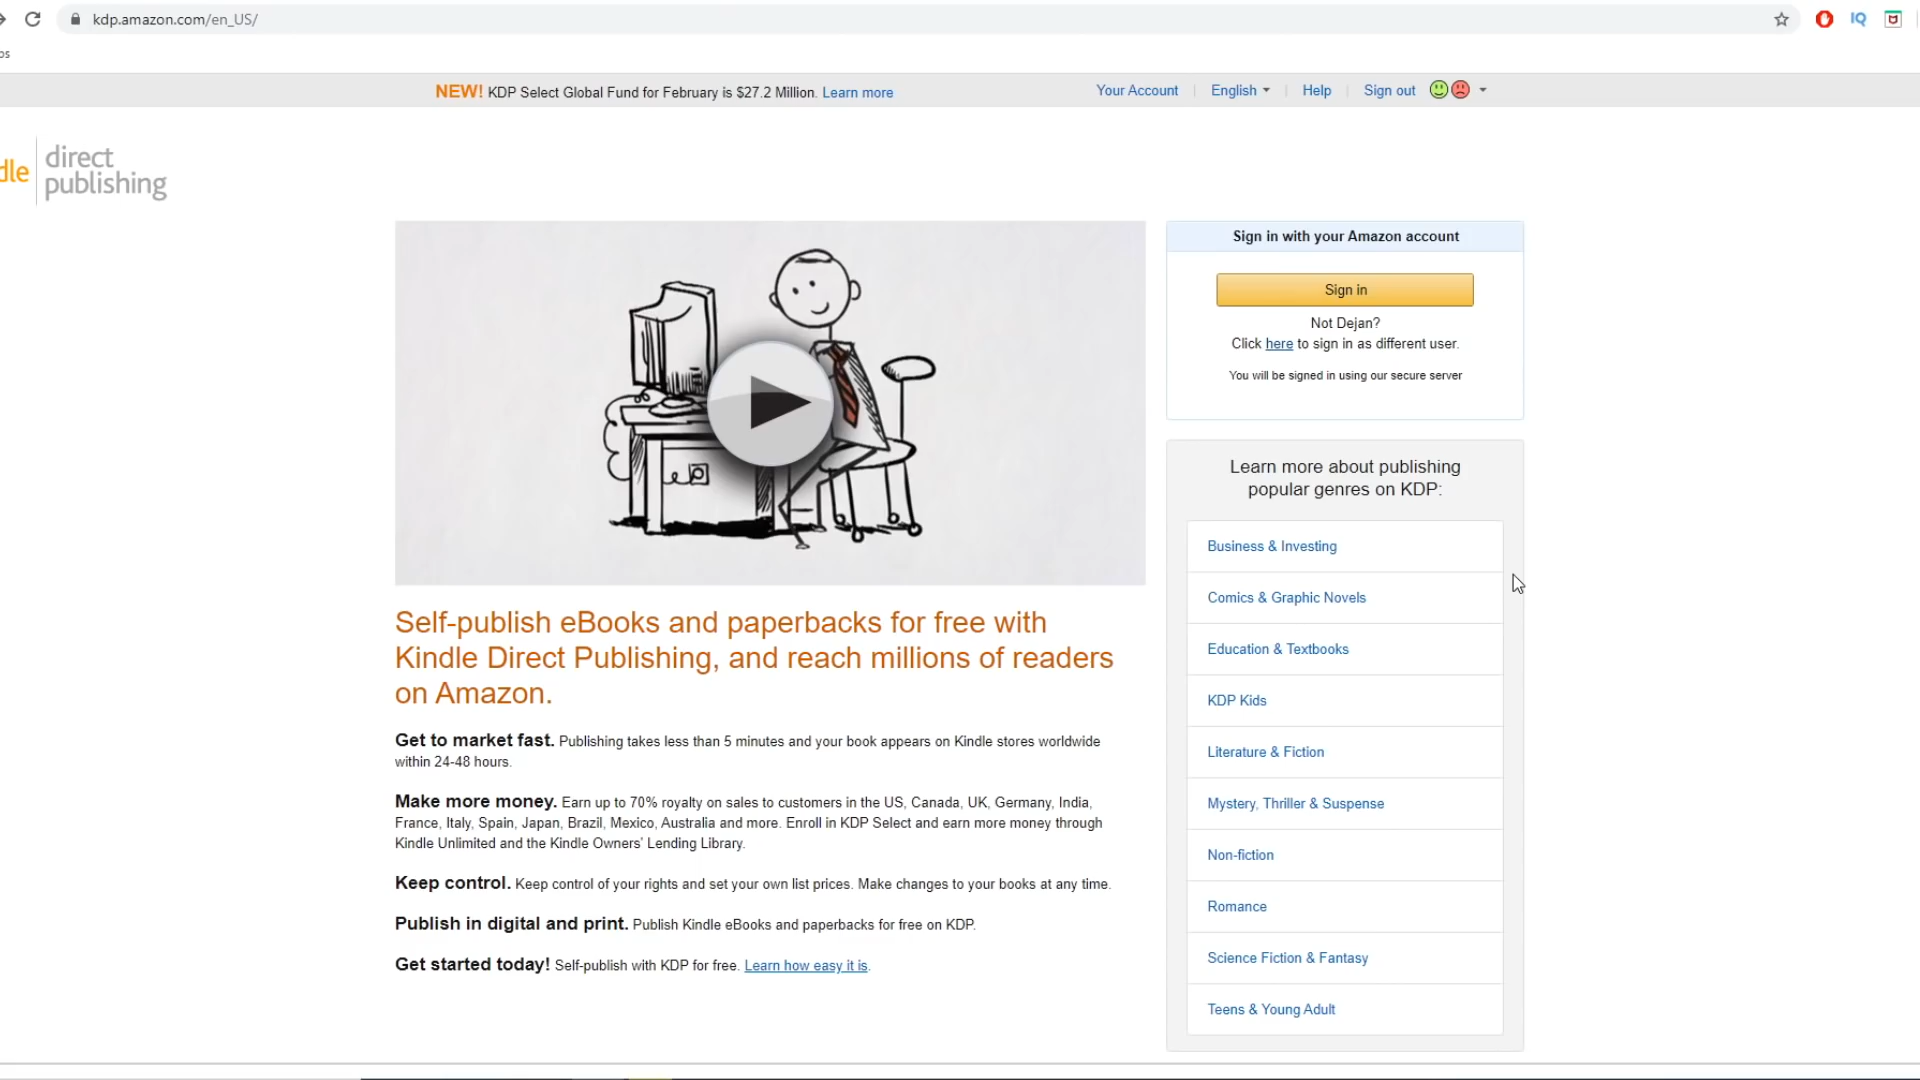 kdp.amazon.com/en_US/
IQ
os
NEW! KDP Select Global Fund for February is $27.2 Million. Learn more
Your Account
English
Help
Sign out
dle
direct
publishing
Sign in with your Amazon account
Sign in
Not Dejan?
Click here to sign in as different user.
You will be signed in using our secure server
Learn more about publishing
popular genres on KDP:
Business & Investing
Comics & Graphic Novels
Education & Textbooks
KDP Kids
Literature & Fiction
Mystery, Thriller & Suspense
Non-fiction
Romance
Science Fiction & Fantasy
Teens & Young Adult
Self-publish eBooks and paperbacks for free with
Kindle Direct Publishing, and reach millions of readers
on Amazon.
Get to market fast. Publishing takes less than 5 minutes and your book appears on Kindle stores worldwide
within 24-48 hours.
Make more money. Earn up to 70% royalty on sales to customers in the US, Canada, UK, Germany, India,
France, Italy, Spain, Japan, Brazil, Mexico, Australia and more. Enroll in KDP Select and earn more money through
Kindle Unlimited and the Kindle Owners' Lending Library.
Keep control. Keep control of your rights and set your own list prices. Make changes to your books at any time.
Publish in digital and print. Publish Kindle eBooks and paperbacks for free on KDP.
Get started today! Self-publish with KDP for free. Learn how easy it is.